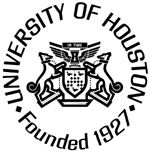 UNIVERSITY OF HOUSTON
• Founded 1927 •